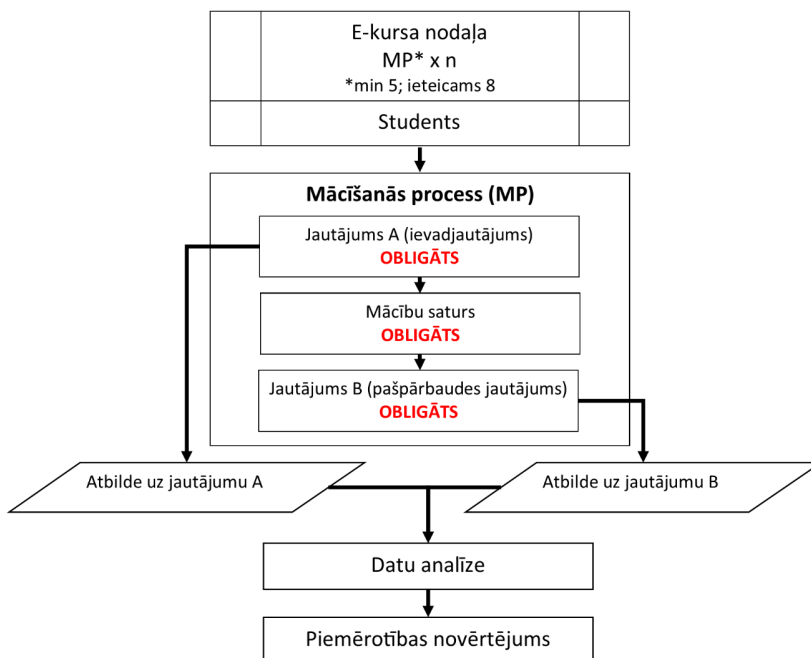 E-kursa nodaļa
MP* x n
*min 5; ieteicams 8
Students
Mācīšanās process (MP)
Jautājums A (ievadjautājums)
OBLIGĀTS
Mācību saturs
OBLIGĀTS
Jautājums B (pašpārbaudes jautājums)
OBLIGĀTS
Atbilde uz jautājumu A
Atbilde uz jautājumu B
Datu analīze
Piemērotības novērtējums